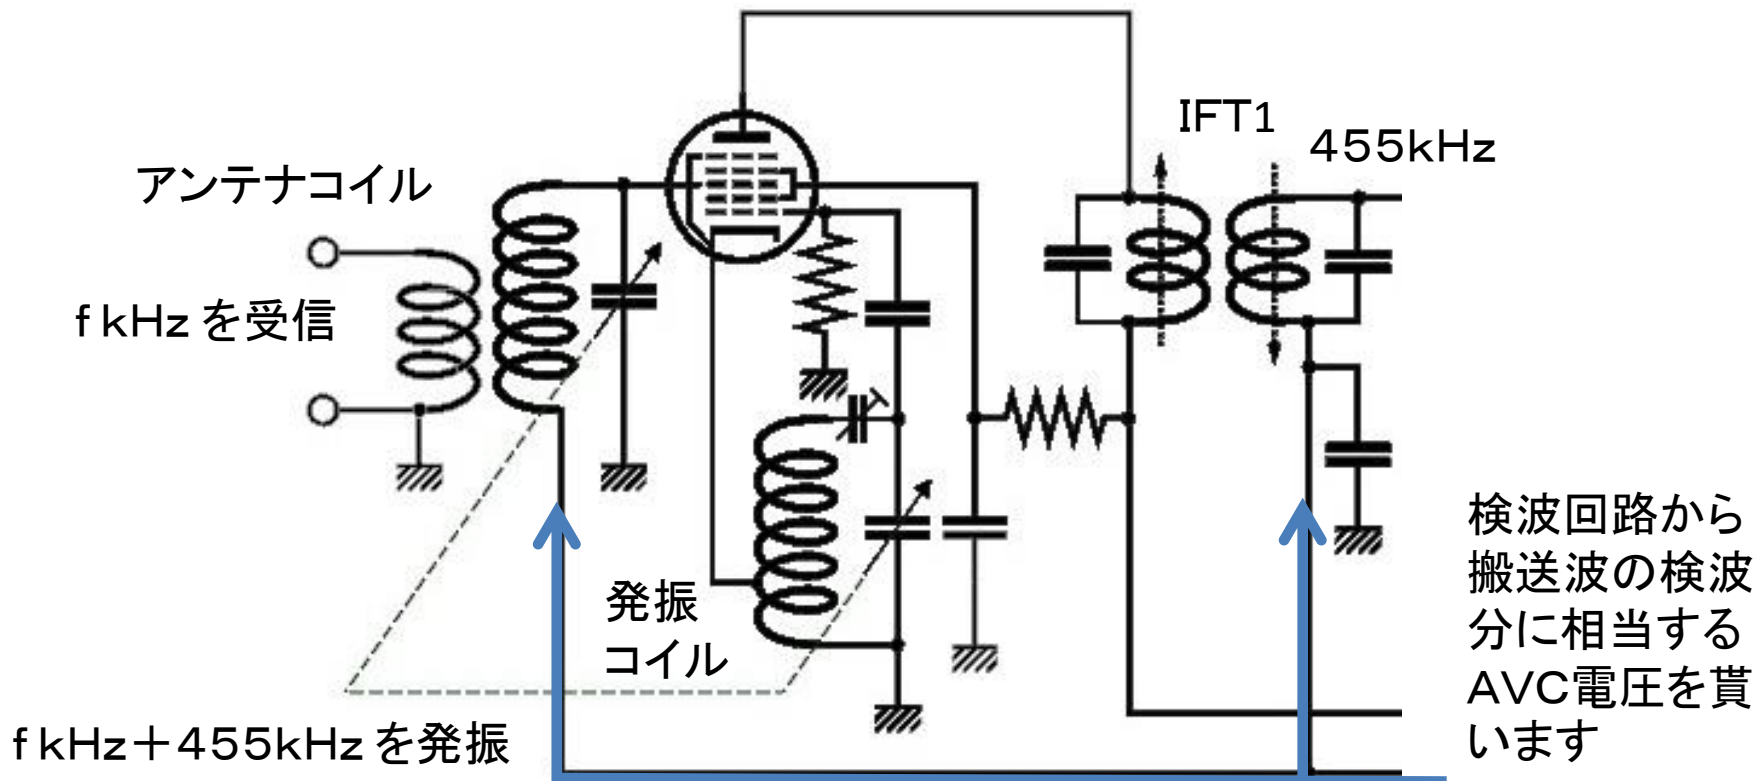 IFT1
455kHz
アンテナコイル
f kHz を受信
発振
コイル
f kHz＋455kHz を発振
検波回路から
搬送波の検波
分に相当する
AVC電圧を貰
います